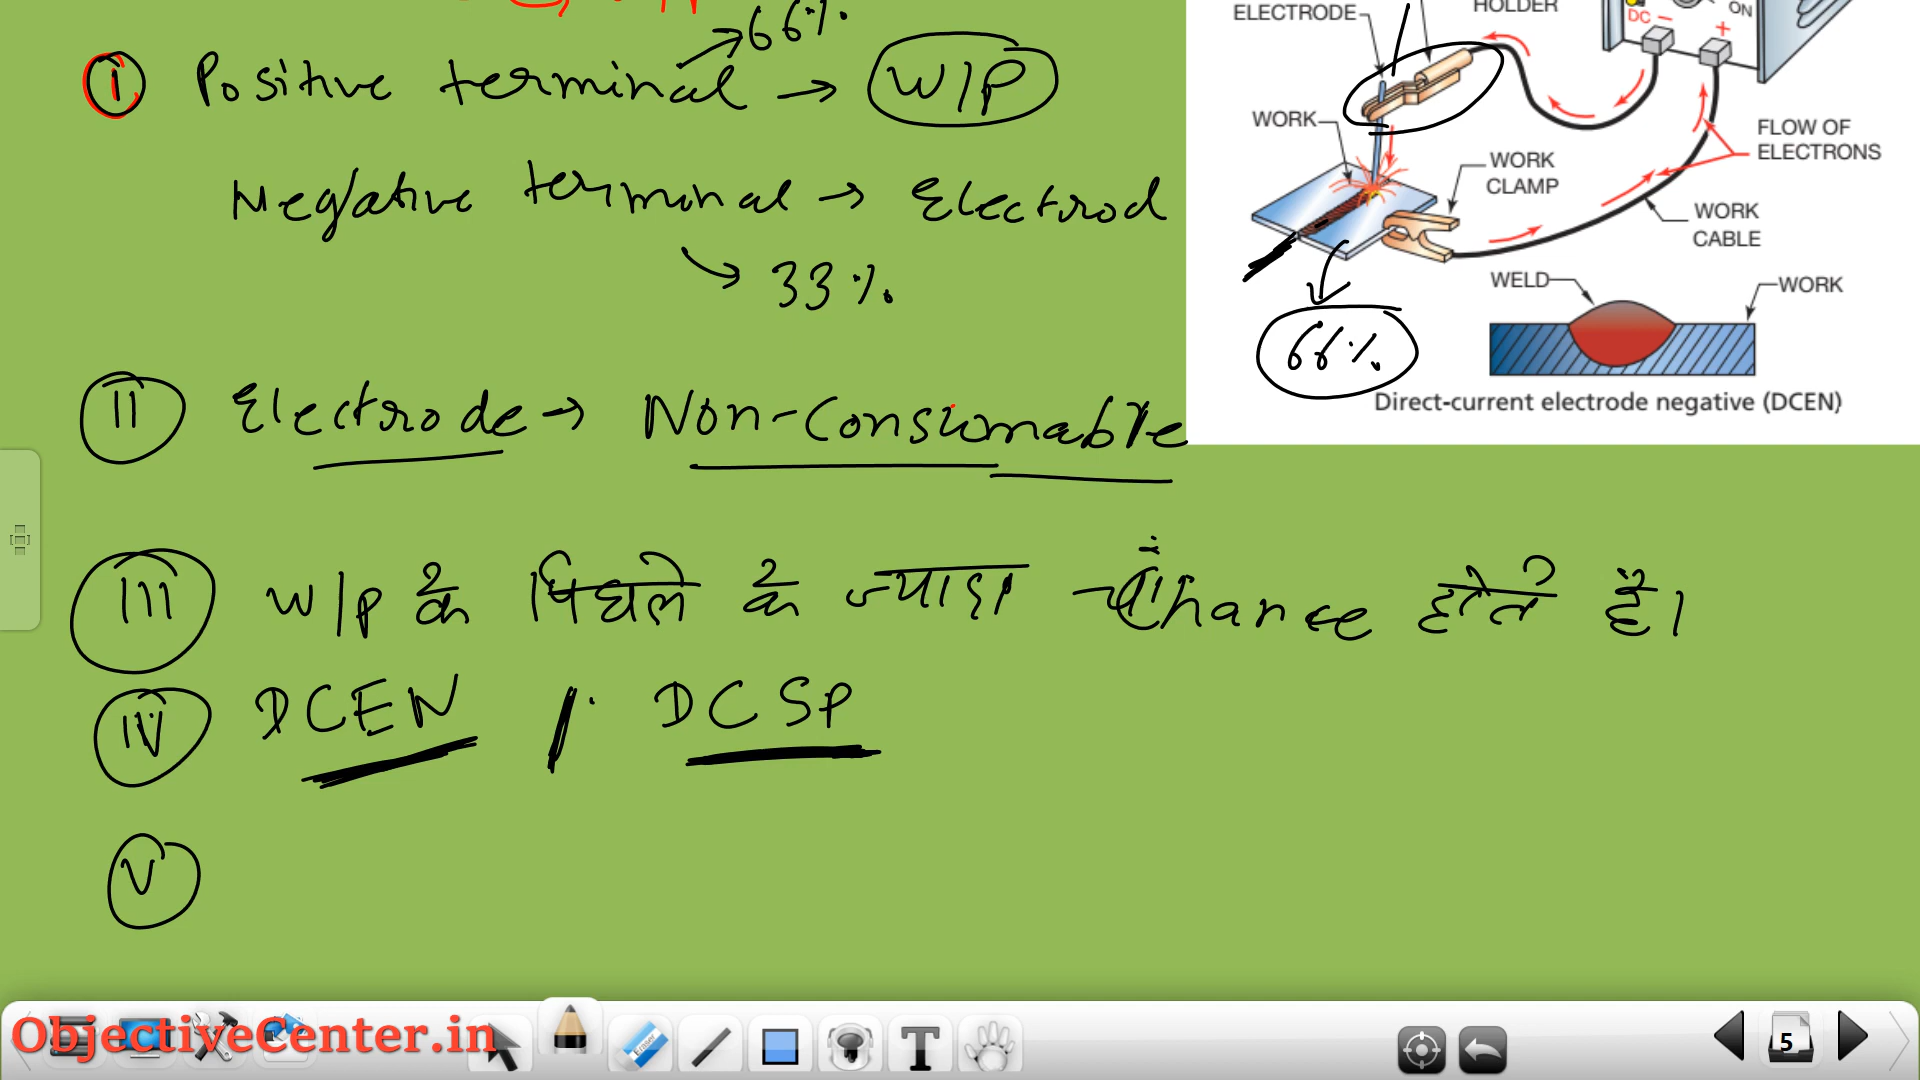 66%.
I Positive terminal → W/P
Negative terminal → Electrod
→ 33%.
II Electrode → Non-Consumable
III W/P के पिघलने के ज्यादा Chance होते हैं।
IV DCEN / DCSP
V
ELECTRODE
HOLDER
DC - +
ON
WORK
FLOW OF
ELECTRONS
WORK
CLAMP
WORK
CABLE
WELD
WORK
66%.
Direct-current electrode negative (DCEN)
ObjectiveCenter.in
Eraser
T
5